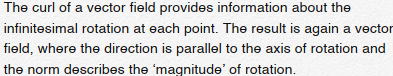 The curl of a vector field provides information about the
infinitesimal rotation at each point. The result is again a vector
field, where the direction is parallel to the axis of rotation and
the norm describes the ‘magnitude’ of rotation.